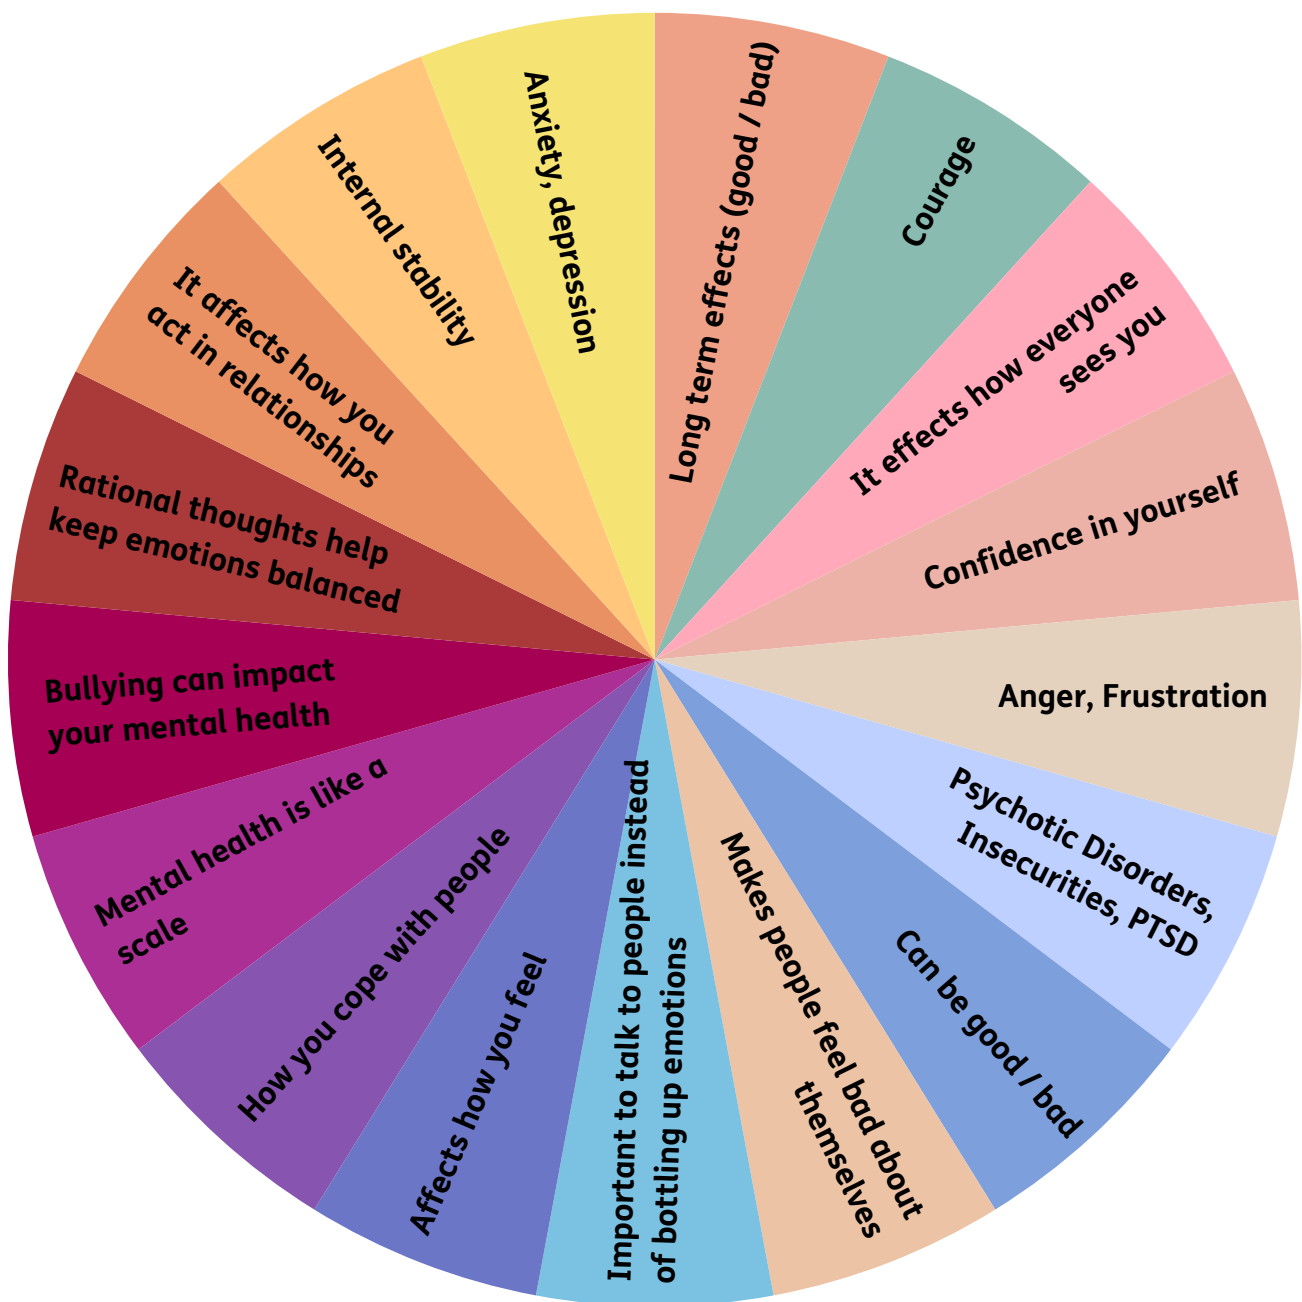 Long term effects (good / bad)
Courage
It effects how everyone
sees you
Confidence in yourself
Anger, Frustration
Psychotic Disorders,
Insecurities, PTSD
Can be good / bad
Makes people feel bad about
themselves
Important to talk to people instead
of bottling up emotions
Affects how you feel
How you cope with people
Mental health is like a
scale
Bullying can impact
your mental health
Rational thoughts help
keep emotions balanced
It affects how you
act in relationships
Internal stability
Anxiety, depression